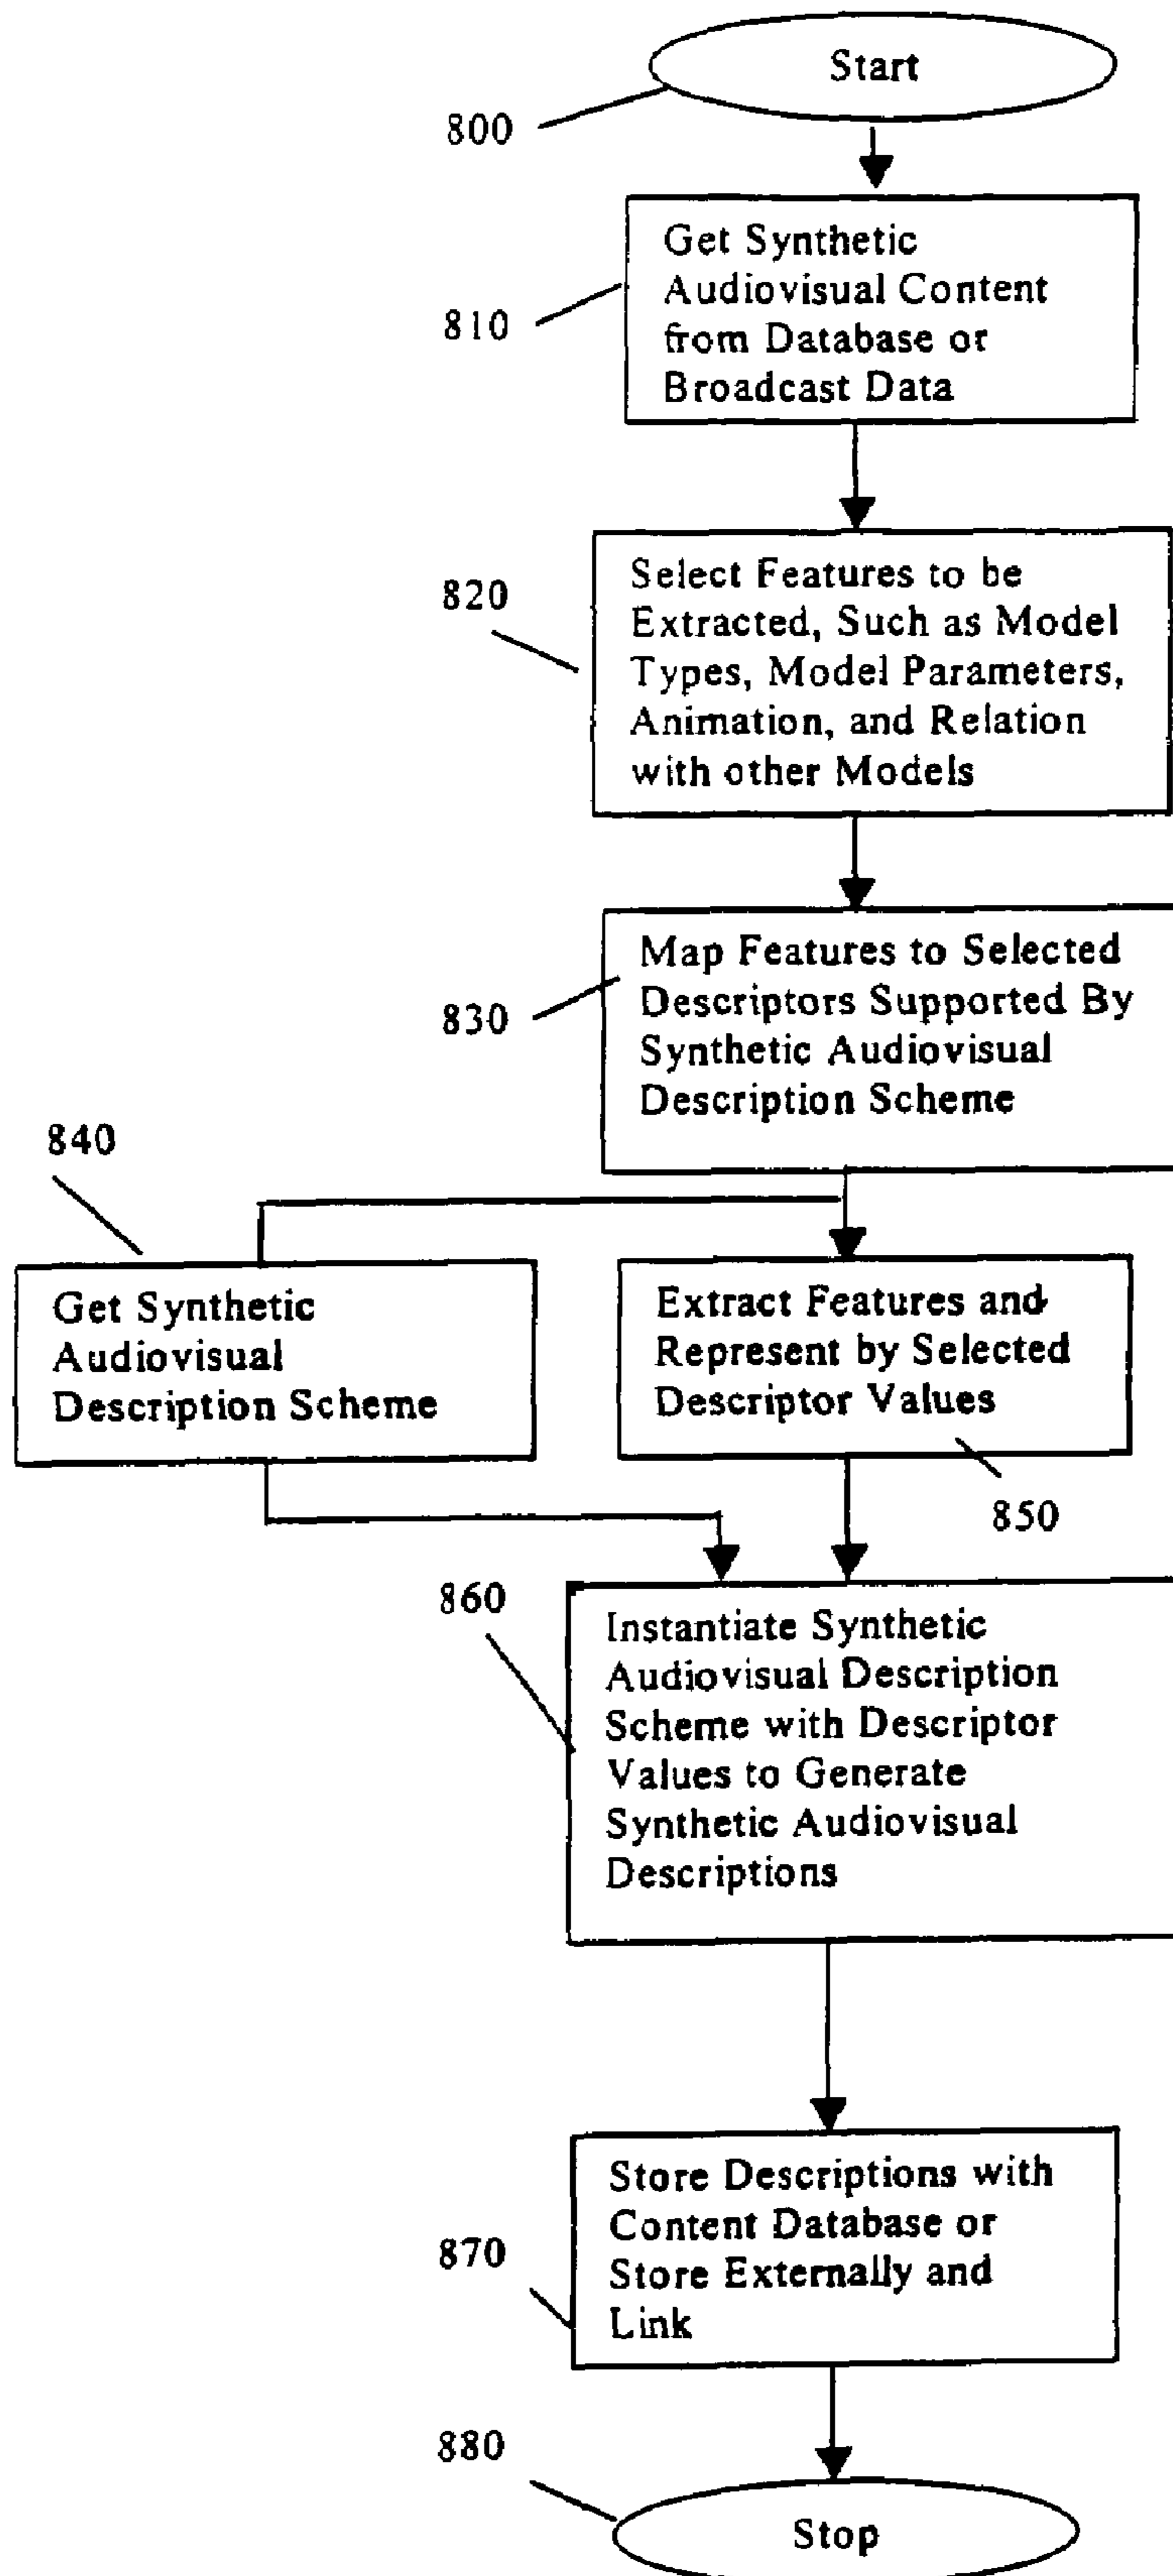 Start
800
Get Synthetic
Audiovisual Content
from Database or
Broadcast Data
810
Select Features to be
Extracted, Such as Model
Types, Model Parameters,
Animation, and Relation
with other Models
820
Map Features to Selected
Descriptors Supported By
Synthetic Audiovisual
Description Scheme
830
840
Get Synthetic
Audiovisual
Description Scheme
Extract Features and
Represent by Selected
Descriptor Values
850
860
Instantiate Synthetic
Audiovisual Description
Scheme with Descriptor
Values to Generate
Synthetic Audiovisual
Descriptions
Store Descriptions with
Content Database or
Store Externally and
Link
870
880
Stop